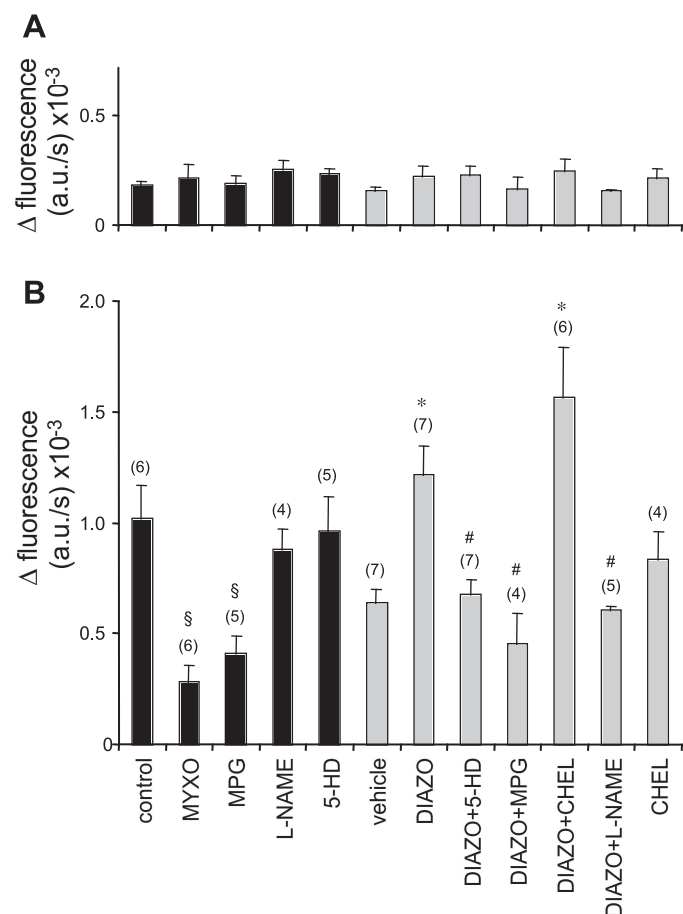 A
Δ fluorescence
(a.u./s) x10-3
0.5
0
B
Δ fluorescence
(a.u./s) x10-3
2.0
1.5
1.0
0.5
0
(6)
§
(6)
§
(5)
(4)
(5)
(7)
*
(7)
#
(7)
#
(4)
*
(6)
#
(5)
(4)
control
MYXO
MPG
L-NAME
5-HD
vehicle
DIAZO
DIAZO+5-HD
DIAZO+MPG
DIAZO+CHEL
DIAZO+L-NAME
CHEL